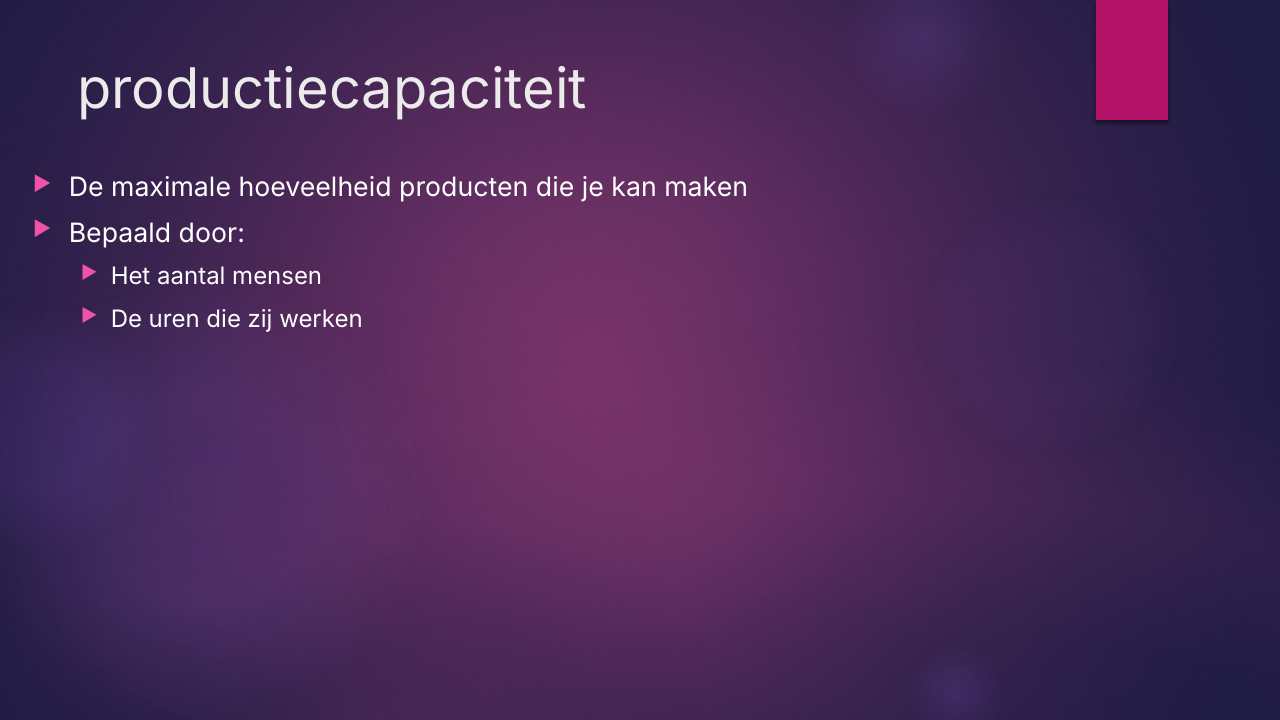 productiecapaciteit
De maximale hoeveelheid producten die je kan maken
Bepaald door:
Het aantal mensen
De uren die zij werken